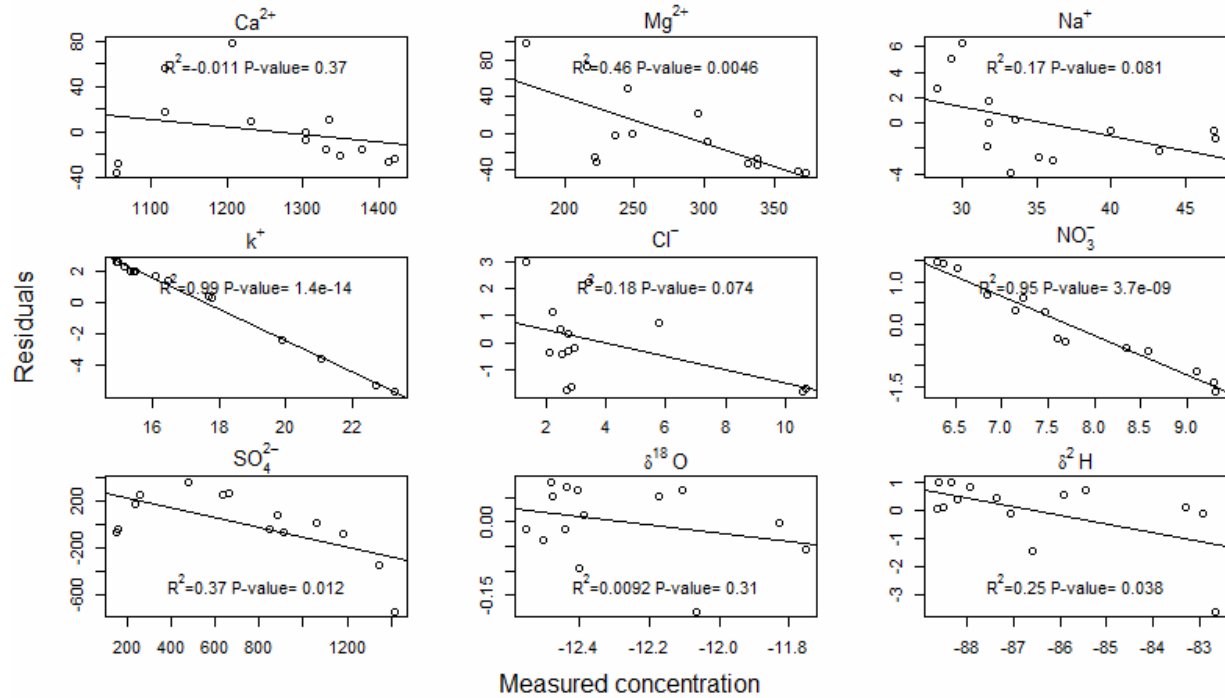 Ca²⁺ Mg²⁺ Na⁺
R²=-0.011 P-value= 0.37
R²=0.46 P-value= 0.0046
R²=0.17 P-value= 0.081
80
40
0
-40
1100 1200 1300 1400
80
40
0
-40
200 250 300 350
6
4
2
0
-4
30 35 40 45
k⁺ Cl⁻ NO₃⁻
R²=0.99 P-value= 1.4e-14
R²=0.18 P-value= 0.074
R²=0.95 P-value= 3.7e-09
2
0
-2
-4
16 18 20 22
3
2
1
0
-1
2 4 6 8 10
1.0
0.0
-1.5
6.5 7.0 7.5 8.0 8.5 9.0
SO₄²⁻ δ¹⁸O δ²H
R²=0.37 P-value= 0.012
R²=0.0092 P-value= 0.31
R²=0.25 P-value= 0.038
200
-200
-600
200 400 600 800 1200
0.00
-0.15
-12.4 -12.2 -12.0 -11.8
1
0
-1
-2
-3
-88 -87 -86 -85 -84 -83
Residuals
Measured concentration